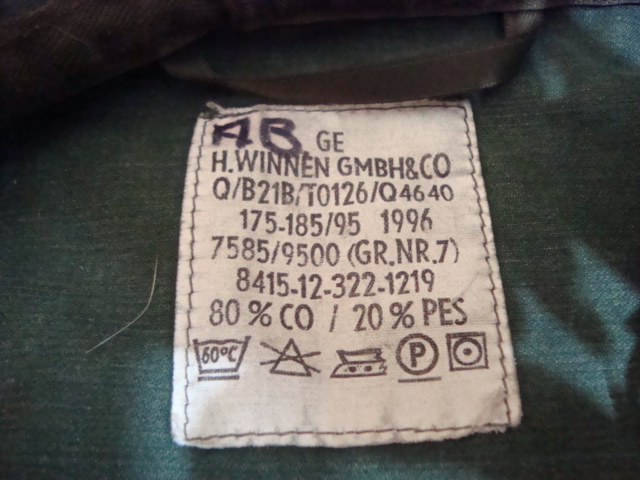 AB. GE
H.WINNEN GMBH&CO
Q/B21B/T0126/Q4640
175-185/95 1996
7585/9500 (GR.NR.7)
8415-12-322-1219
80 % CO / 20 % PES
60°C P